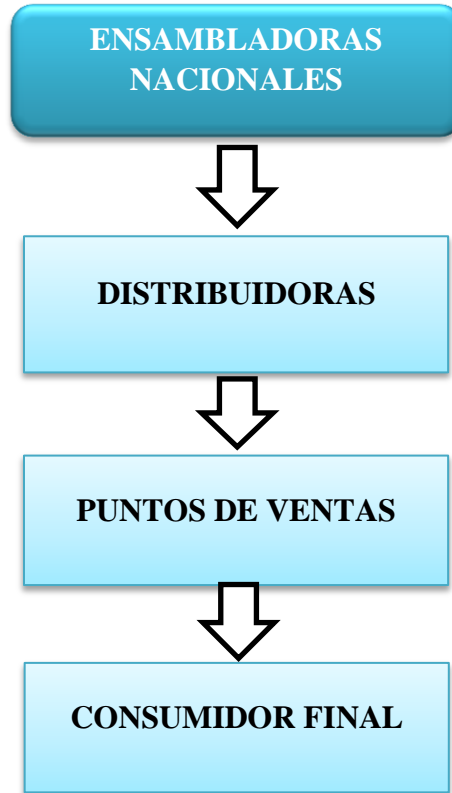 ENSAMBLADORAS
NACIONALES
DISTRIBUIDORAS
PUNTOS DE VENTAS
CONSUMIDOR FINAL